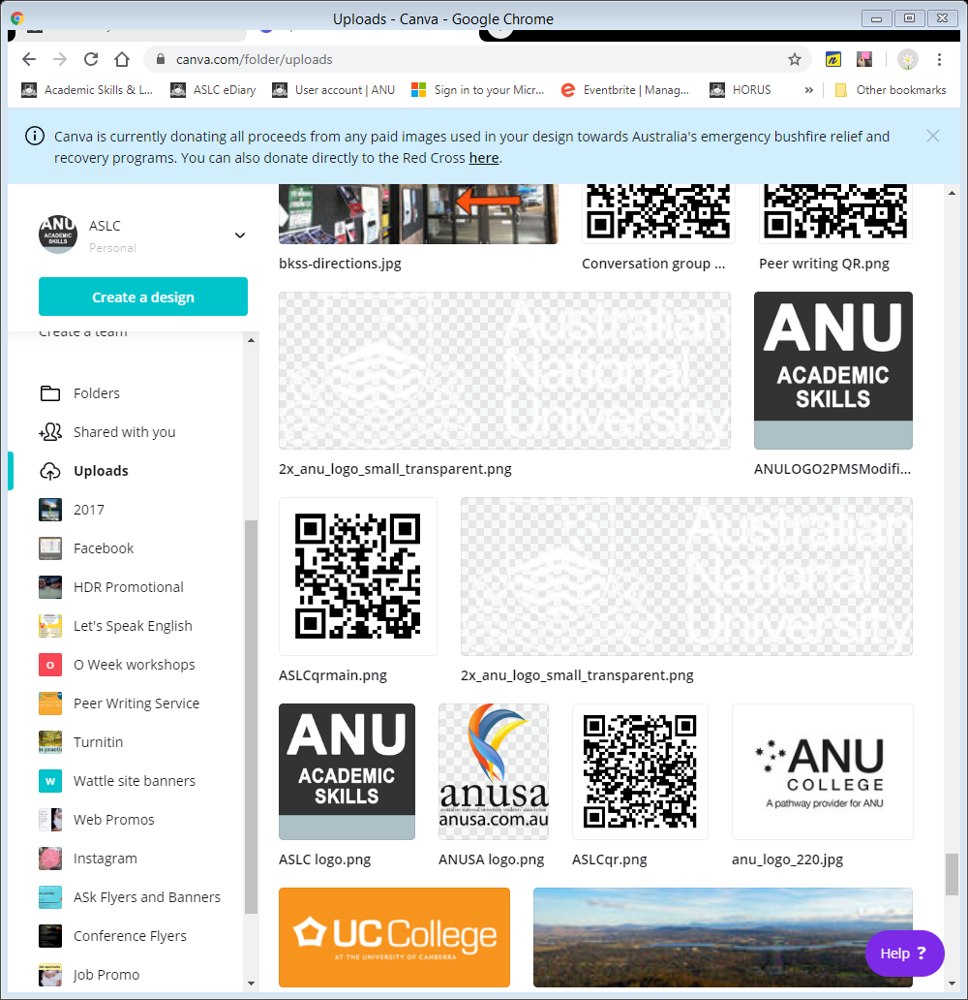 Uploads - Canva - Google Chrome
canva.com/folder/uploads
Academic Skills & L...
ASLC eDiary
User account | ANU
Sign in to your Micr...
Eventbrite | Manag...
HORUS
»
Other bookmarks
Canva is currently donating all proceeds from any paid images used in your design towards Australia's emergency bushfire relief and
recovery programs. You can also donate directly to the Red Cross here.
ANU
ACADEMIC
SKILLS
ASLC
Personal
Create a design
Create a team
Folders
Shared with you
Uploads
2017
Facebook
HDR Promotional
Let's Speak English
O
O Week workshops
Peer Writing Service
Turnitin
W
Wattle site banners
Web Promos
Instagram
ASk Flyers and Banners
Conference Flyers
Job Promo
bkss-directions.jpg
Conversation group ...
Peer writing QR.png
Australian
National
University
2x_anu_logo_small_transparent.png
ANU
ACADEMIC
SKILLS
ANULOGO2PMSModifi...
ASLCqrmain.png
Australian
National
University
2x_anu_logo_small_transparent.png
ANU
ACADEMIC
SKILLS
ASLC logo.png
anusa
australian national university students' association
anusa.com.au
ANUSA logo.png
ASLCqr.png
ANU
COLLEGE
A pathway provider for ANU
anu_logo_220.jpg
UC College
AT THE UNIVERSITY OF CANBERRA
Help ?